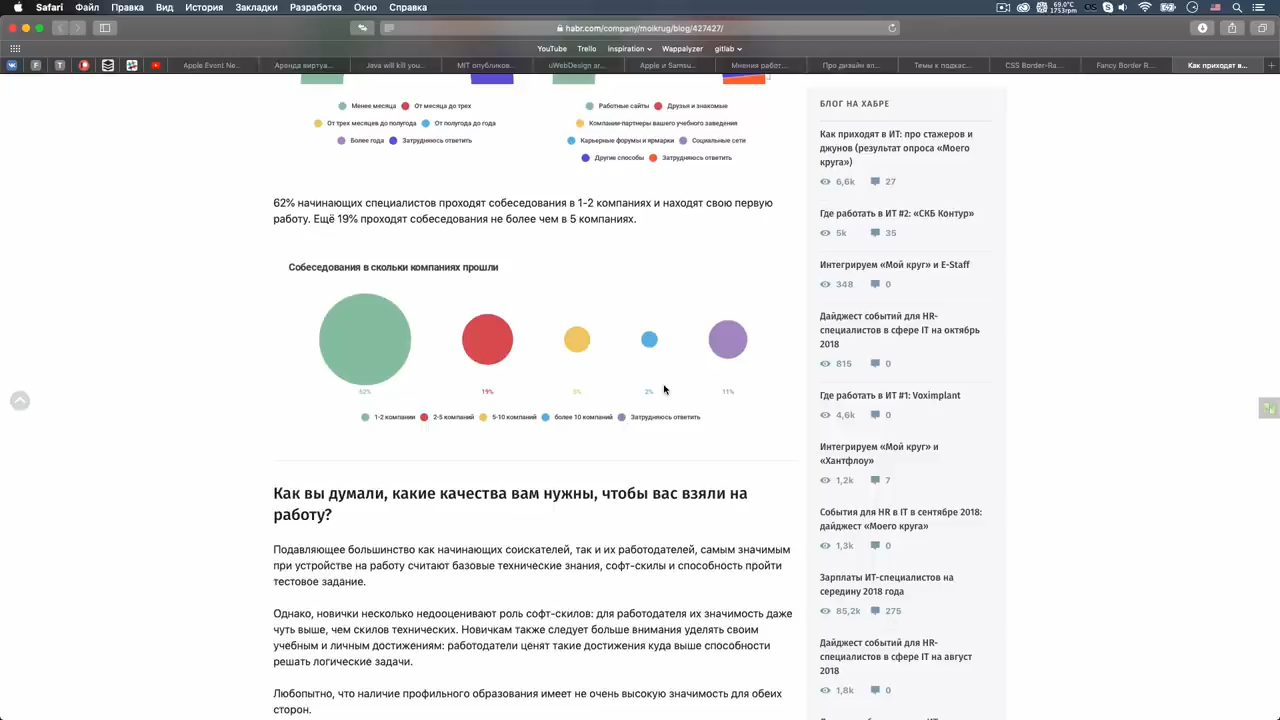 Safari Файл Правка Вид История Закладки Окно Справка
habr.com/company/moikrug/blog/427427/
YouTube Trello inspiration Wappalyzer gitlab
Apple Event Ne... Аренда виртуа... Java will kill you... MIT опубликов... uWebDesign ar... Apple и Samsu... Мнения работ... Про дизайн вл... Темы к подкас... CSS Border-Ra... Fancy Border R... Как приходят в...
Менее месяца От месяца до трех
От трех месяцев до полугода От полугода до года
Более года Затрудняюсь ответить
Работные сайты Друзья и знакомые
Компании-партнеры вашего учебного заведения
Карьерные форумы и ярмарки Социальные сети
Другие способы Затрудняюсь ответить
62% начинающих специалистов проходят собеседования в 1-2 компаниях и находят свою первую
работу. Ещё 19% проходят собеседования не более чем в 5 компаниях.
Собеседования в скольки компаниях прошли
62% 19% 5% 2% 11%
1-2 компании 2-5 компаний 5-10 компаний более 10 компаний Затрудняюсь ответить
Как вы думали, какие качества вам нужны, чтобы вас взяли на
работу?
Подавляющее большинство как начинающих соискателей, так и их работодателей, самым значимым
при устройстве на работу считают базовые технические знания, софт-скилы и способность пройти
тестовое задание.
Однако, новички несколько недооценивают роль софт-скилов: для работодателя их значимость даже
чуть выше, чем скилов технических. Новичкам также следует больше внимания уделять своим
учебным и личным достижениям: работодатели ценят такие достижения куда выше способности
решать логические задачи.
Любопытно, что наличие профильного образования имеет не очень высокую значимость для обеих
сторон.
БЛОГ НА ХАБРЕ
Как приходят в ИТ: про стажеров и
джунов (результат опроса «Моего
круга»)
6,6k 27
Где работать в ИТ #2: «СКБ Контур»
5k 35
Интегрируем «Мой круг» и E-Staff
348 0
Дайджест событий для HR-
специалистов в сфере IT на октябрь
2018
815 0
Где работать в ИТ #1: Voximplant
4,6k 0
Интегрируем «Мой круг» и
«Хантфлоу»
1,2k 7
События для HR в IT в сентябре 2018:
дайджест «Моего круга»
1,3k 0
Зарплаты ИТ-специалистов на
середину 2018 года
85,2k 275
Дайджест событий для HR-
специалистов в сфере IT на август
2018
1,8k 0